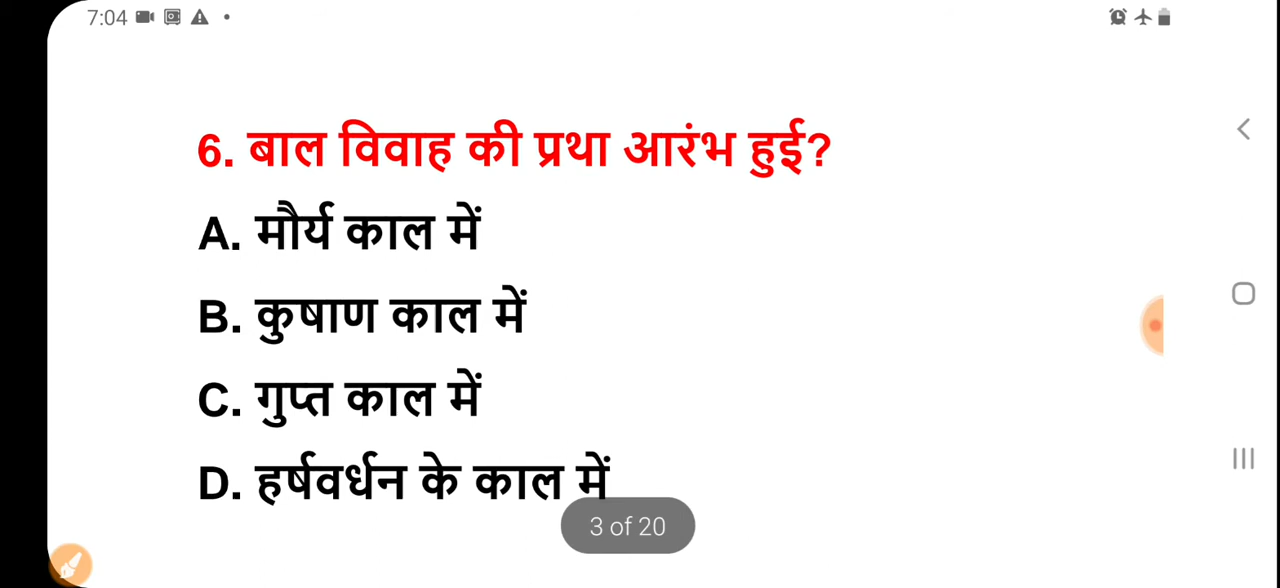 7:04
6. बाल विवाह की प्रथा आरंभ हुई?
A. मौर्य काल में
B. कुषाण काल में
C. गुप्त काल में
D. हर्षवर्धन के काल में
3 of 20